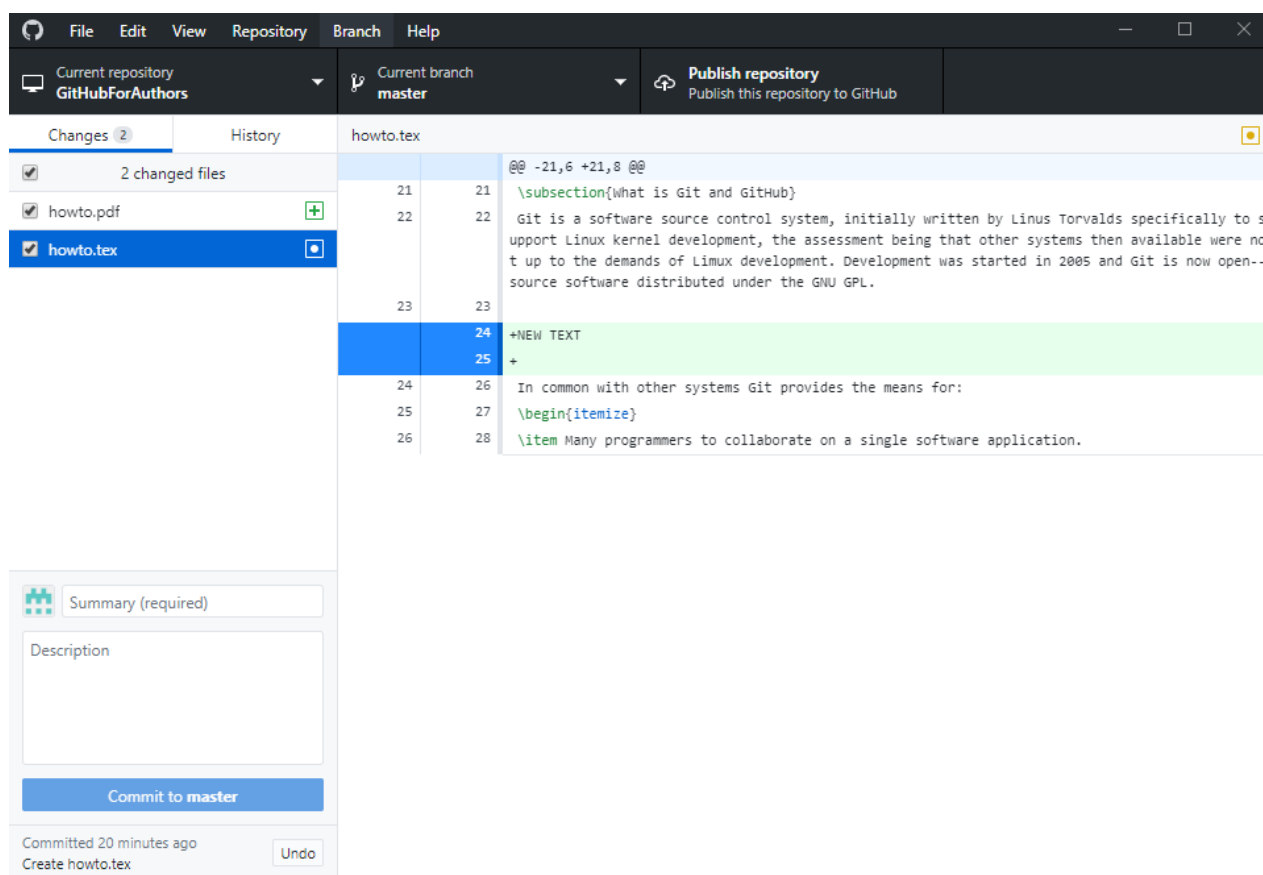 File Edit View Repository Branch Help
Current repository
GitHubForAuthors
Current branch
master
Publish repository
Publish this repository to GitHub
Changes 2 History
2 changed files
howto.pdf
howto.tex
howto.tex
@@ -21,6 +21,8 @@
21 21 \subsection{What is Git and GitHub}
22 22 Git is a software source control system, initially written by Linus Torvalds specifically to s
upport Linux kernel development, the assessment being that other systems then available were no
t up to the demands of Limux development. Development was started in 2005 and Git is now open--
source software distributed under the GNU GPL.
23 23
24 +NEW TEXT
25 +
24 26 In common with other systems Git provides the means for:
25 27 \begin{itemize}
26 28 \item Many programmers to collaborate on a single software application.
Summary (required)
Description
Commit to master
Committed 20 minutes ago
Create howto.tex
Undo